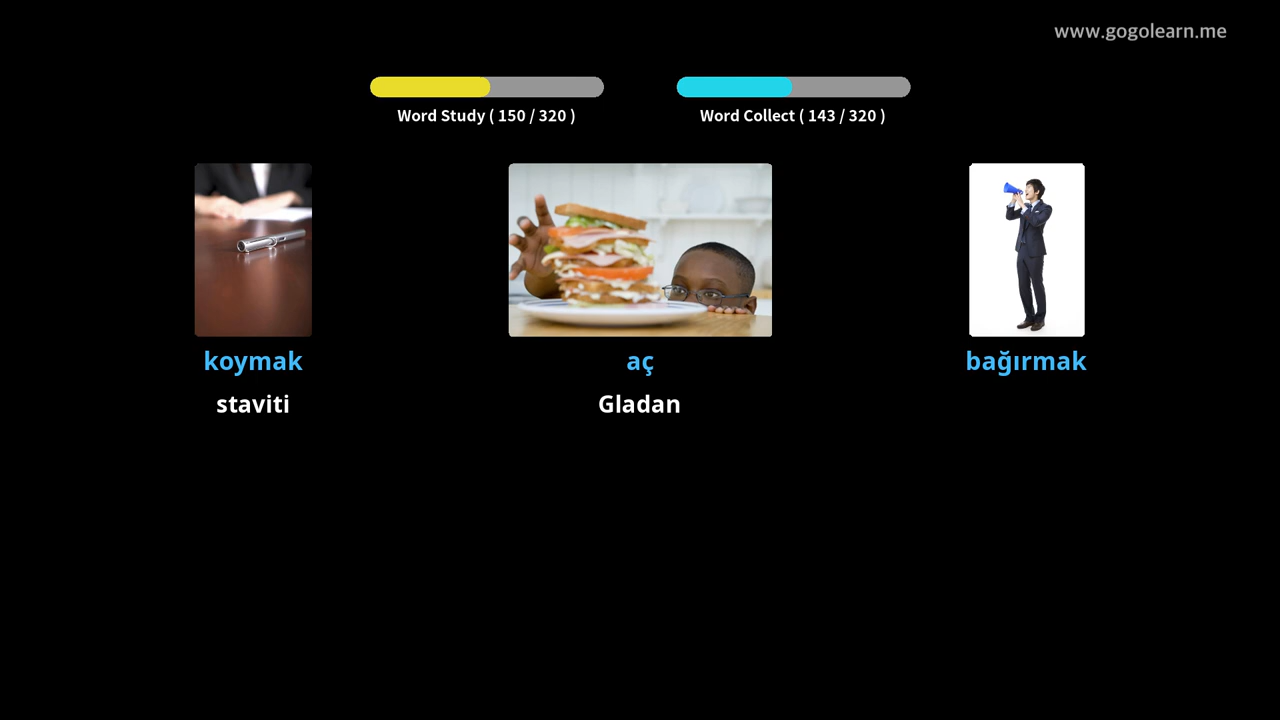 www.gogolearn.me
Word Study ( 150 / 320 )
Word Collect ( 143 / 320 )
koymak
aç
bağırmak
staviti
Gladan